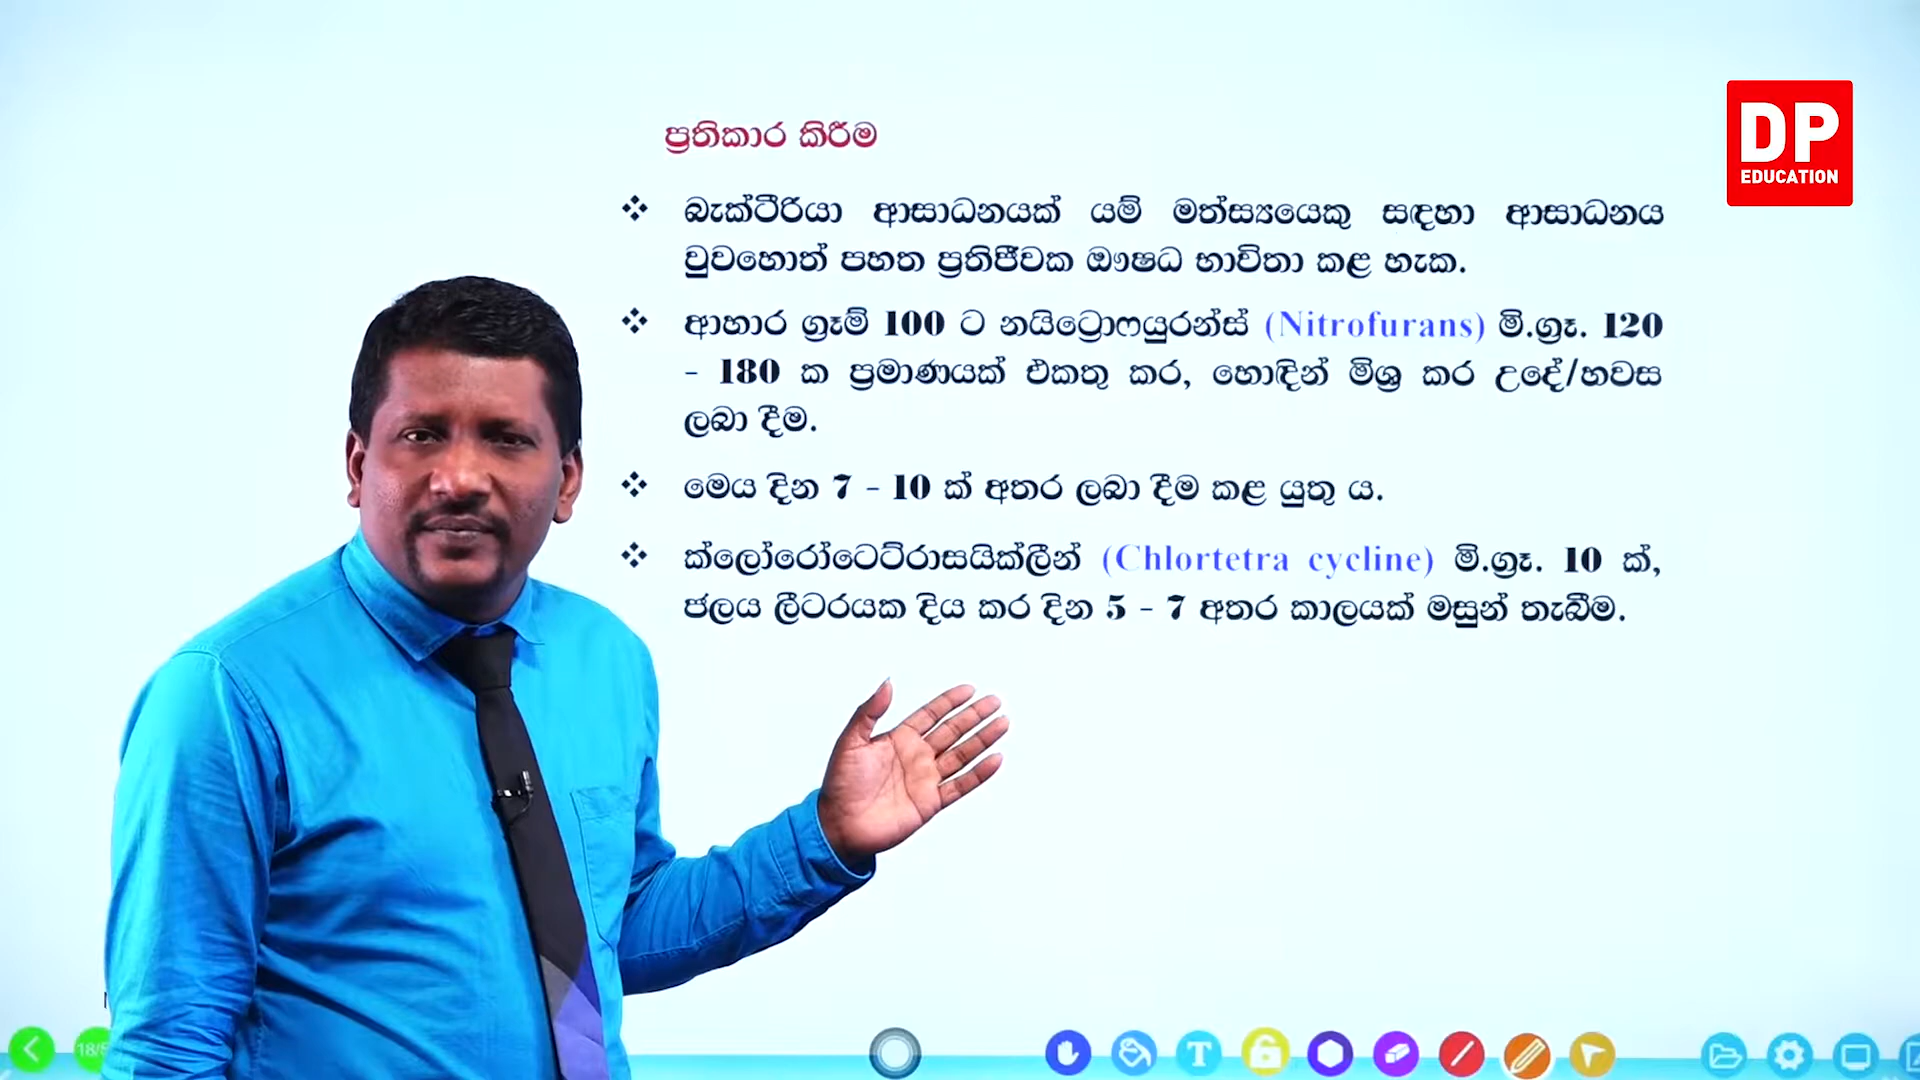 DP
EDUCATION
ප්‍රතිකාර කිරීම
❖ බැක්ටීරියා ආසාධනයක් යම් මත්ස්‍යයෙකු සඳහා ආසාධනය
වුවහොත් පහත ප්‍රතිජීවක ඖෂධ භාවිතා කළ හැක.
❖ ආහාර ග්‍රෑම් 100 ට නයිට්‍රොෆයුරන්ස් (Nitrofurans) මි.ග්‍රෑ. 120
- 180 ක ප්‍රමාණයක් එකතු කර, හොඳින් මිශ්‍ර කර උදේ/හවස
ලබා දීම.
❖ මෙය දින 7 - 10 ක් අතර ලබා දීම කළ යුතු ය.
❖ ක්ලෝරෝටෙට්රාසයික්ලීන් (Chlortetra cycline) මි.ග්‍රෑ. 10 ක්,
ජලය ලීටරයක දිය කර දින 5 - 7 අතර කාලයක් මසුන් තැබීම.